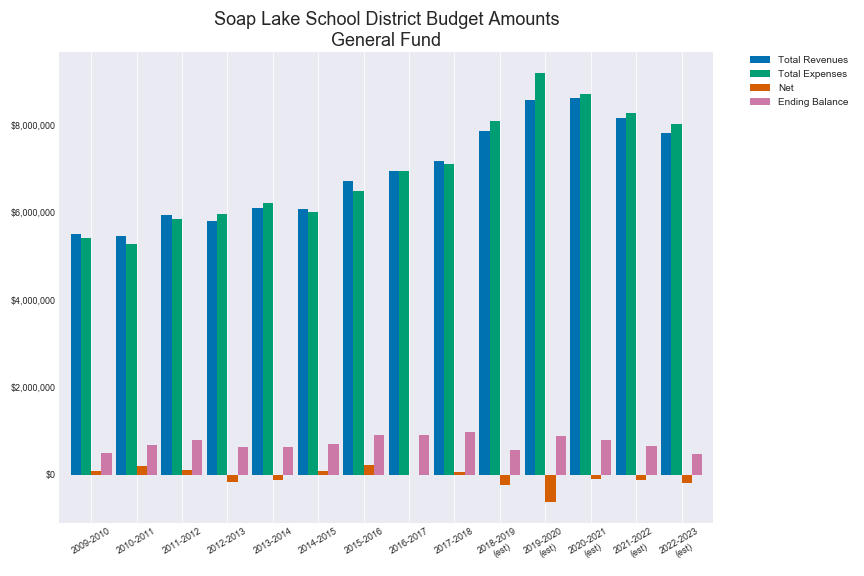 Soap Lake School District Budget Amounts
General Fund
Total Revenues
Total Expenses
Net
Ending Balance
$8,000,000
$6,000,000
$4,000,000
$2,000,000
$0
2009-2010
2010-2011
2011-2012
2012-2013
2013-2014
2014-2015
2015-2016
2016-2017
2017-2018
2018-2019
(est)
2019-2020
(est)
2020-2021
(est)
2021-2022
(est)
2022-2023
(est)